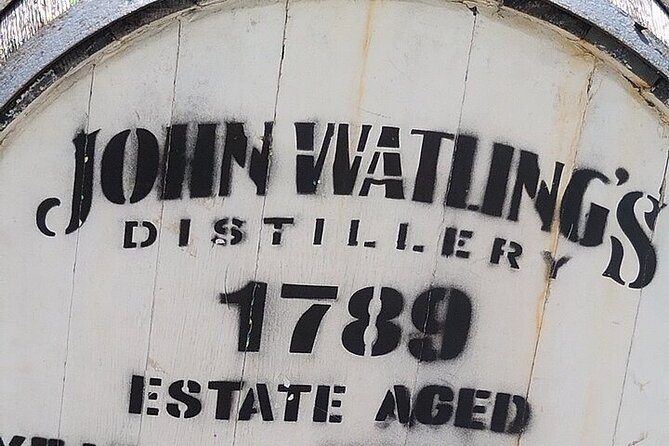 JOHN WATLING'S
DISTILLERY
1789
ESTATE AGED